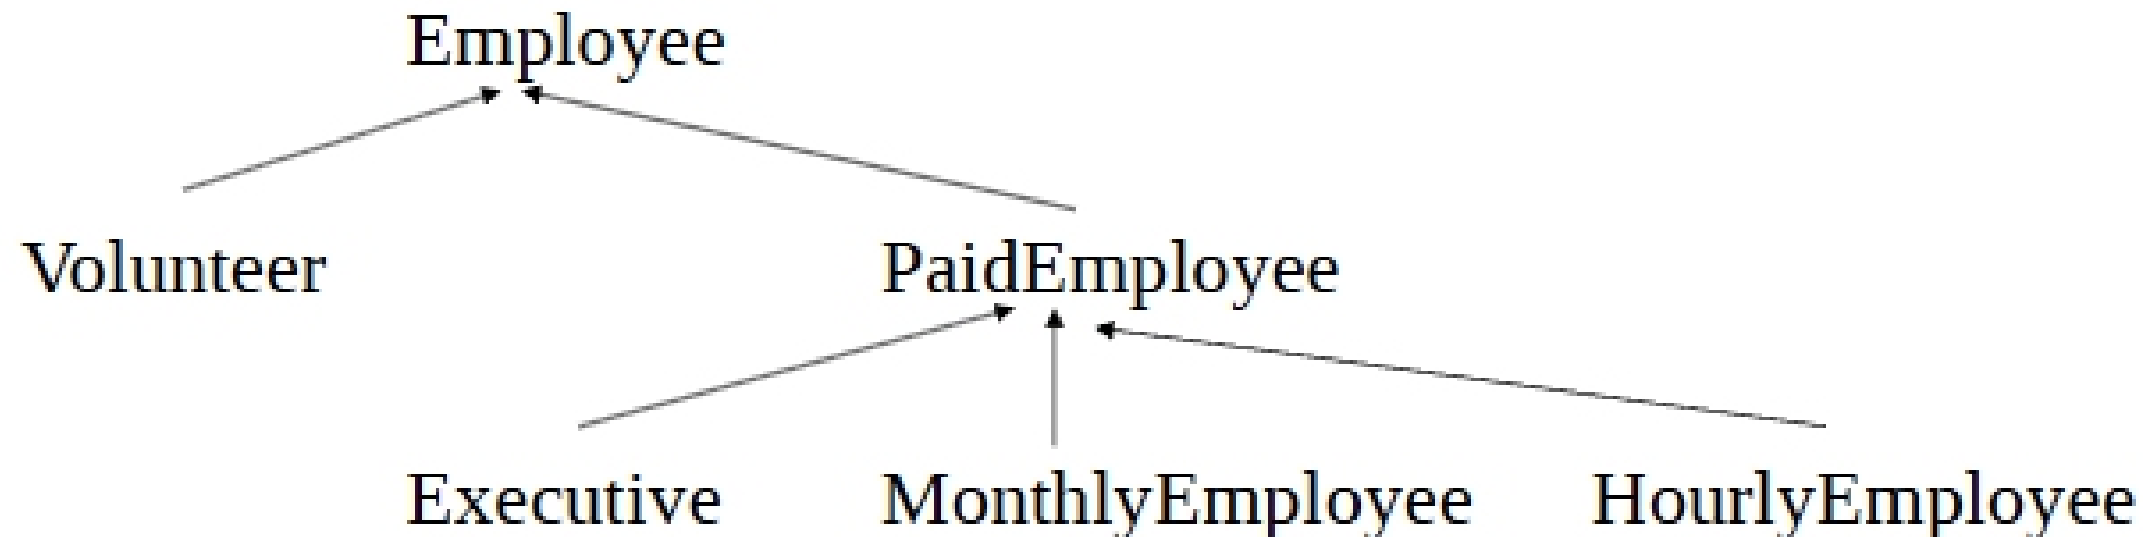 Employee
Volunteer PaidEmployee
Executive MonthlyEmployee HourlyEmployee